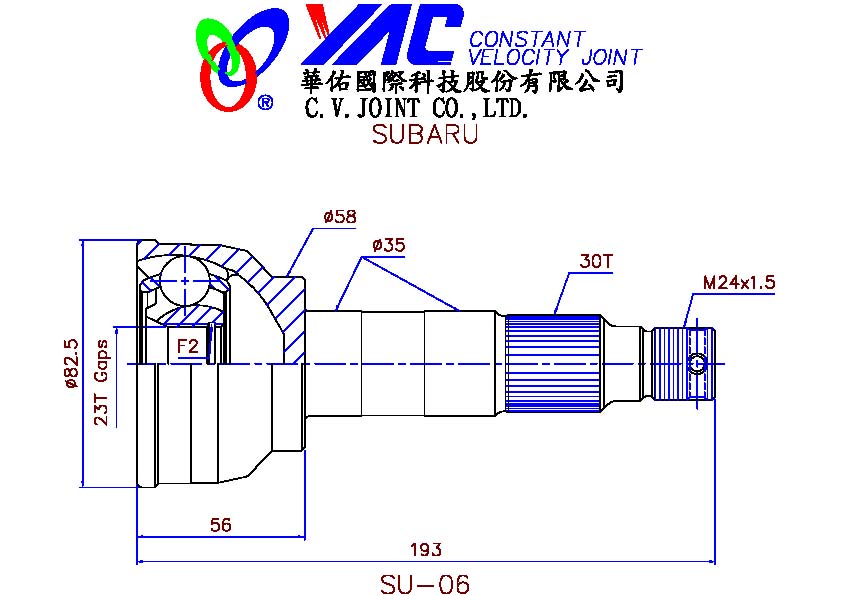 YAC CONSTANT
VELOCITY JOINT
®
華佑國際科技股份有限公司
C.V.JOINT CO.,LTD.
SUBARU
ø58
ø35
30T
M24x1.5
ø82.5
23T Gaps
F2
56
193
SU-06